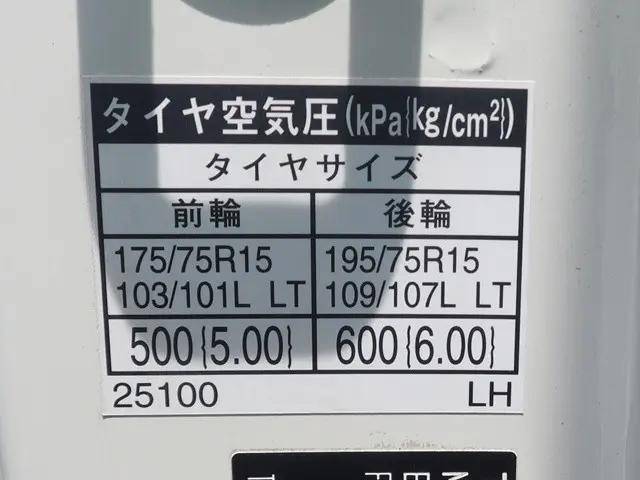 タイヤ空気圧(kPa{kg/cm²})
タイヤサイズ
前輪 後輪
175/75R15 195/75R15
103/101L LT 109/107L LT
500{5.00} 600{6.00}
25100 LH